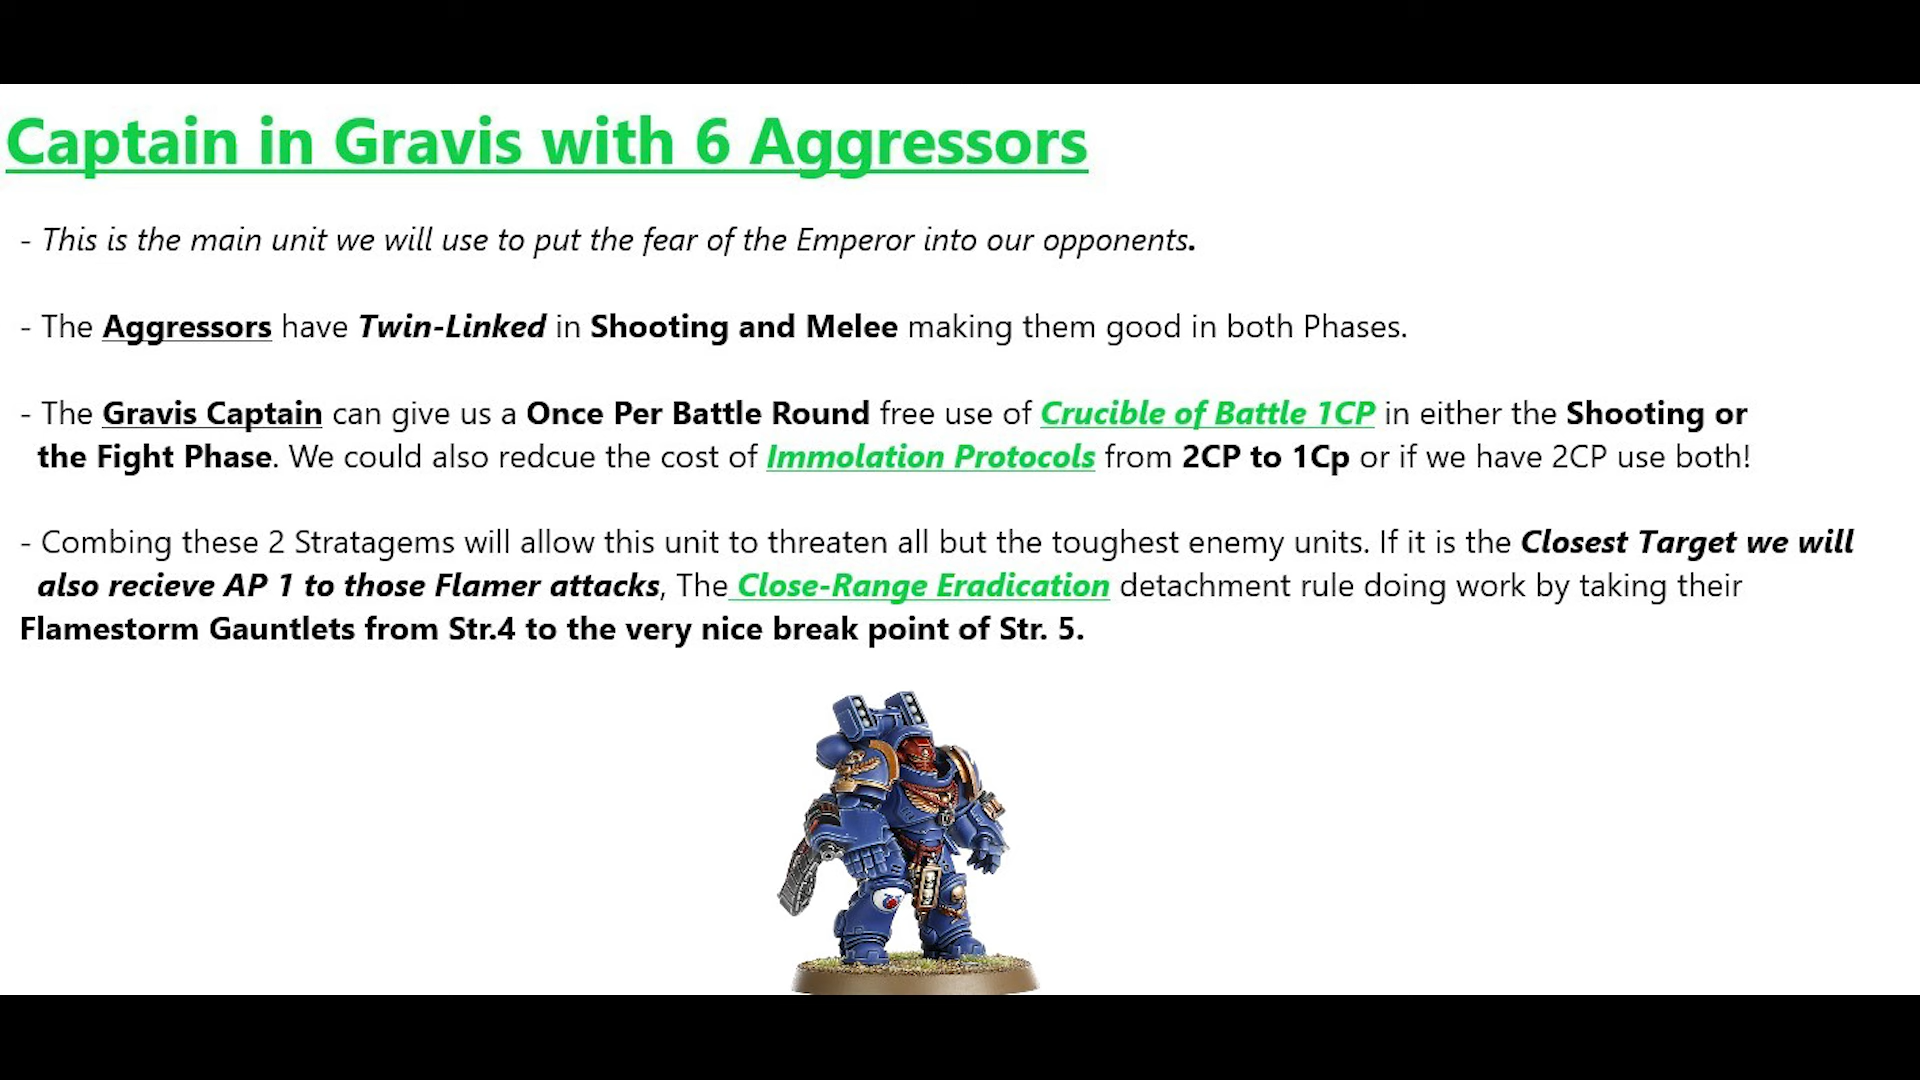 Captain in Gravis with 6 Aggressors
- This is the main unit we will use to put the fear of the Emperor into our opponents.
- The Aggressors have Twin-Linked in Shooting and Melee making them good in both Phases.
- The Gravis Captain can give us a Once Per Battle Round free use of Crucible of Battle 1CP in either the Shooting or
the Fight Phase. We could also redcue the cost of Immolation Protocols from 2CP to 1Cp or if we have 2CP use both!
- Combing these 2 Stratagems will allow this unit to threaten all but the toughest enemy units. If it is the Closest Target we will
also recieve AP 1 to those Flamer attacks, The Close-Range Eradication detachment rule doing work by taking their
Flamestorm Gauntlets from Str.4 to the very nice break point of Str. 5.